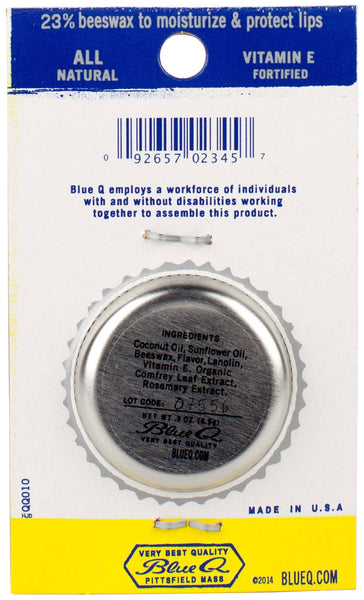 23% beeswax to moisturize & protect lips
ALL NATURAL
VITAMIN E FORTIFIED
0 92657 02345 7
Blue Q employs a workforce of individuals
with and without disabilities working
together to assemble this product.
INGREDIENTS
Coconut Oil, Sunflower Oil,
Beeswax, Flavor, Lanolin,
Vitamin E, Organic
Comfrey Leaf Extract,
Rosemary Extract.
LOT CODE: 07556
Blue Q
VERY BEST QUALITY
BLUEQ.COM
QQ010
MADE IN U.S.A
VERY BEST QUALITY
Blue Q
PITTSFIELD MASS
©2014 BLUEQ.COM